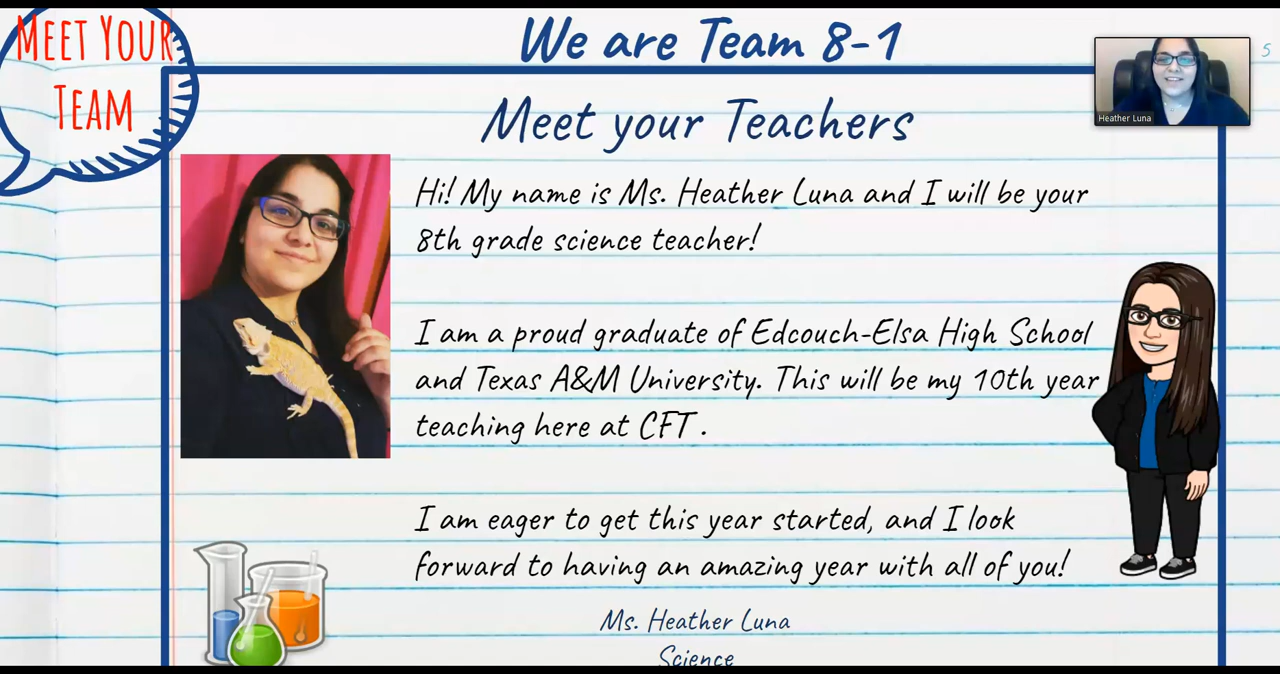 MEET YOUR
TEAM
We are Team 8-1
5
Heather Luna
Meet your Teachers
Hi! My name is Ms. Heather Luna and I will be your
8th grade science teacher!
I am a proud graduate of Edcouch-Elsa High School
and Texas A&M University. This will be my 10th year
teaching here at CFT .
I am eager to get this year started, and I look
forward to having an amazing year with all of you!
Ms. Heather Luna
Science